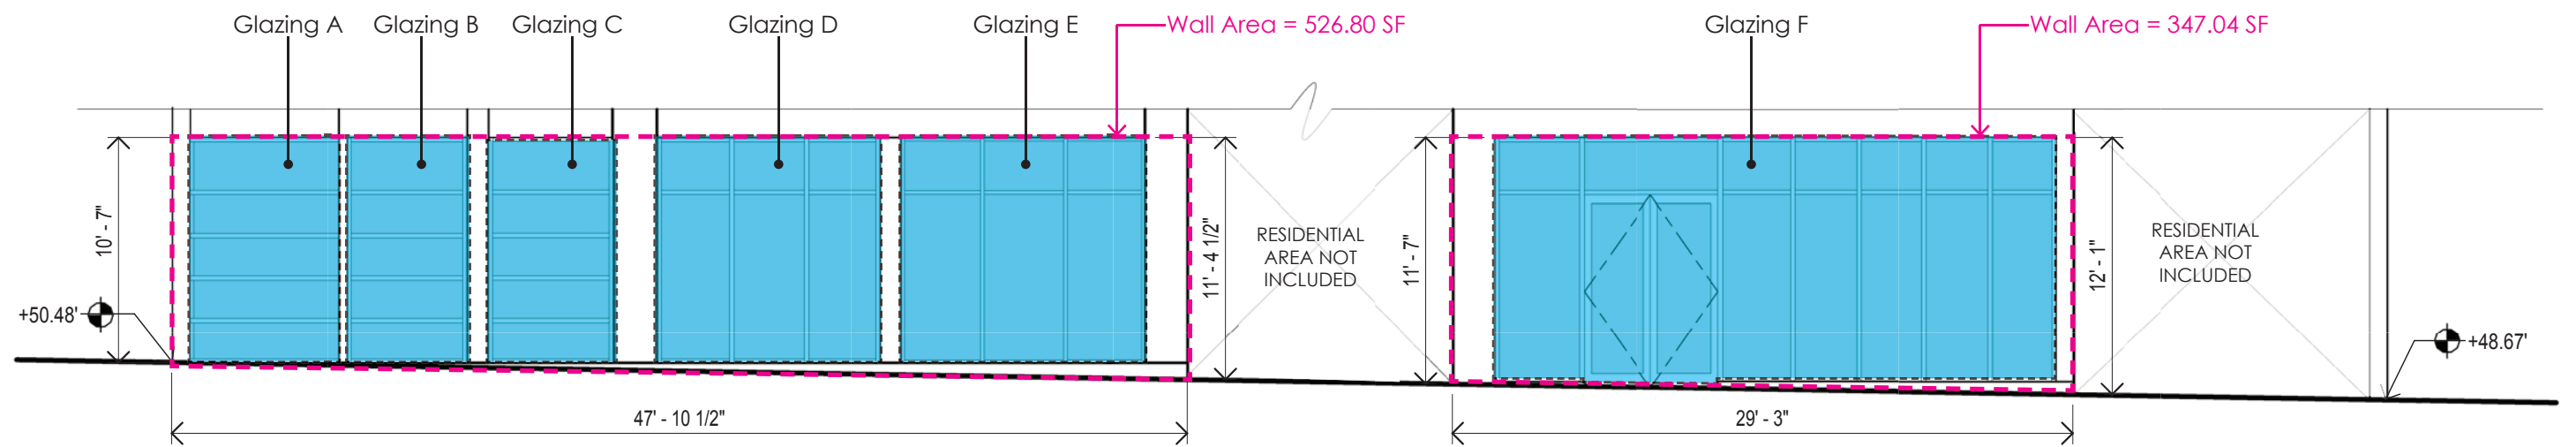 Glazing A
Glazing B
Glazing C
Glazing D
Glazing E
Wall Area = 526.80 SF
Glazing F
Wall Area = 347.04 SF
10' - 7"
11' - 4 1/2"
RESIDENTIAL
AREA NOT
INCLUDED
11' - 7"
12' - 1"
RESIDENTIAL
AREA NOT
INCLUDED
+50.48'
+48.67'
47' - 10 1/2"
29' - 3"